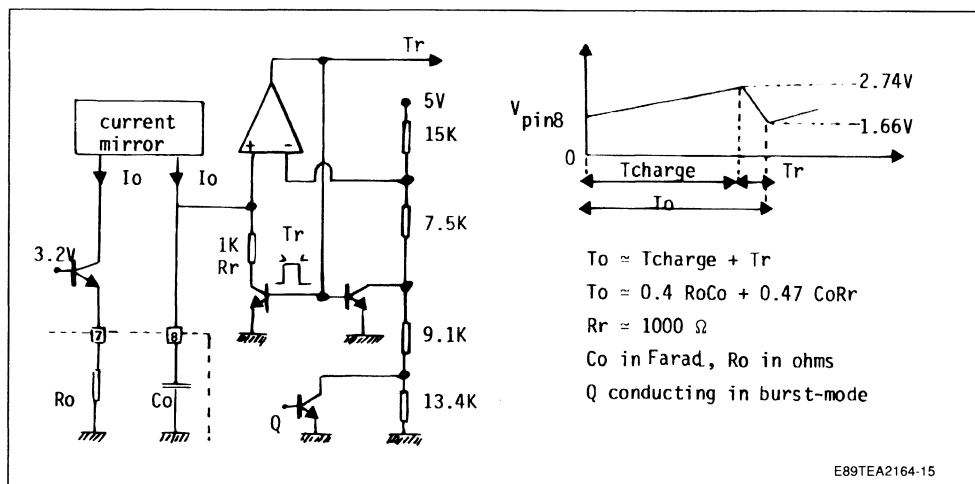 Tr
5V
15K
current
mirror
Io
Io
+
-
7.5K
1K
Rr
Tr
3.2V
7
8
9.1K
Ro
Co
Q
13.4K
V pin8
2.74V
1.66V
0
Tcharge
Tr
To
To ≃ Tcharge + Tr
To ≃ 0.4 RoCo + 0.47 CoRr
Rr ≃ 1000 Ω
Co in Farad, Ro in ohms
Q conducting in burst-mode
E89TEA2164-15